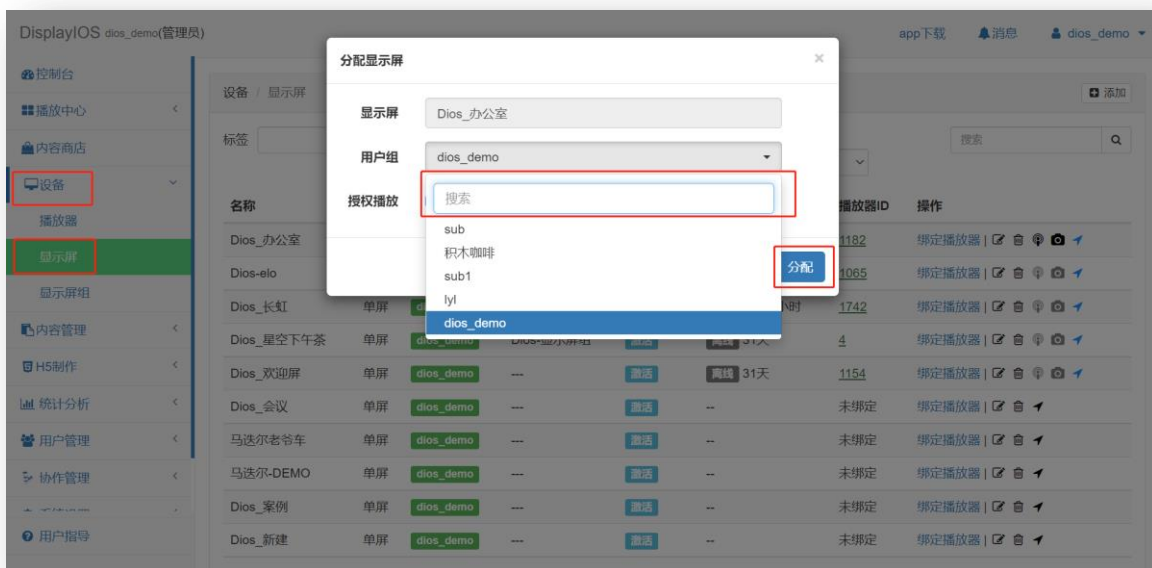 DisplayIOS dios_demo(管理员)
app下载 消息 dios_demo
控制台
播放中心
内容商店
设备
播放器
显示屏
显示屏组
内容管理
H5制作
统计分析
用户管理
协作管理
用户指导
设备 / 显示屏
添加
标签
搜索
分配显示屏 ×
显示屏 Dios_办公室
用户组 dios_demo
授权播放
搜索
sub
积木咖啡
sub1
lyl
dios_demo
分配
名称 播放器ID 操作
Dios_办公室 1182 绑定播放器 |
Dios-elo 1065 绑定播放器 |
Dios_长虹 单屏 小时 1742 绑定播放器 |
Dios_星空下午茶 单屏 dios_demo Dios-显示屏组 激活 离线 31天 4 绑定播放器 |
Dios_欢迎屏 单屏 dios_demo --- 激活 离线 31天 1154 绑定播放器 |
Dios_会议 单屏 dios_demo --- 激活 -- 未绑定 绑定播放器 |
马迭尔老爷车 单屏 dios_demo --- 激活 -- 未绑定 绑定播放器 |
马迭尔-DEMO 单屏 dios_demo --- 激活 -- 未绑定 绑定播放器 |
Dios_案例 单屏 dios_demo --- 激活 -- 未绑定 绑定播放器 |
Dios_新建 单屏 dios_demo --- 激活 -- 未绑定 绑定播放器 |